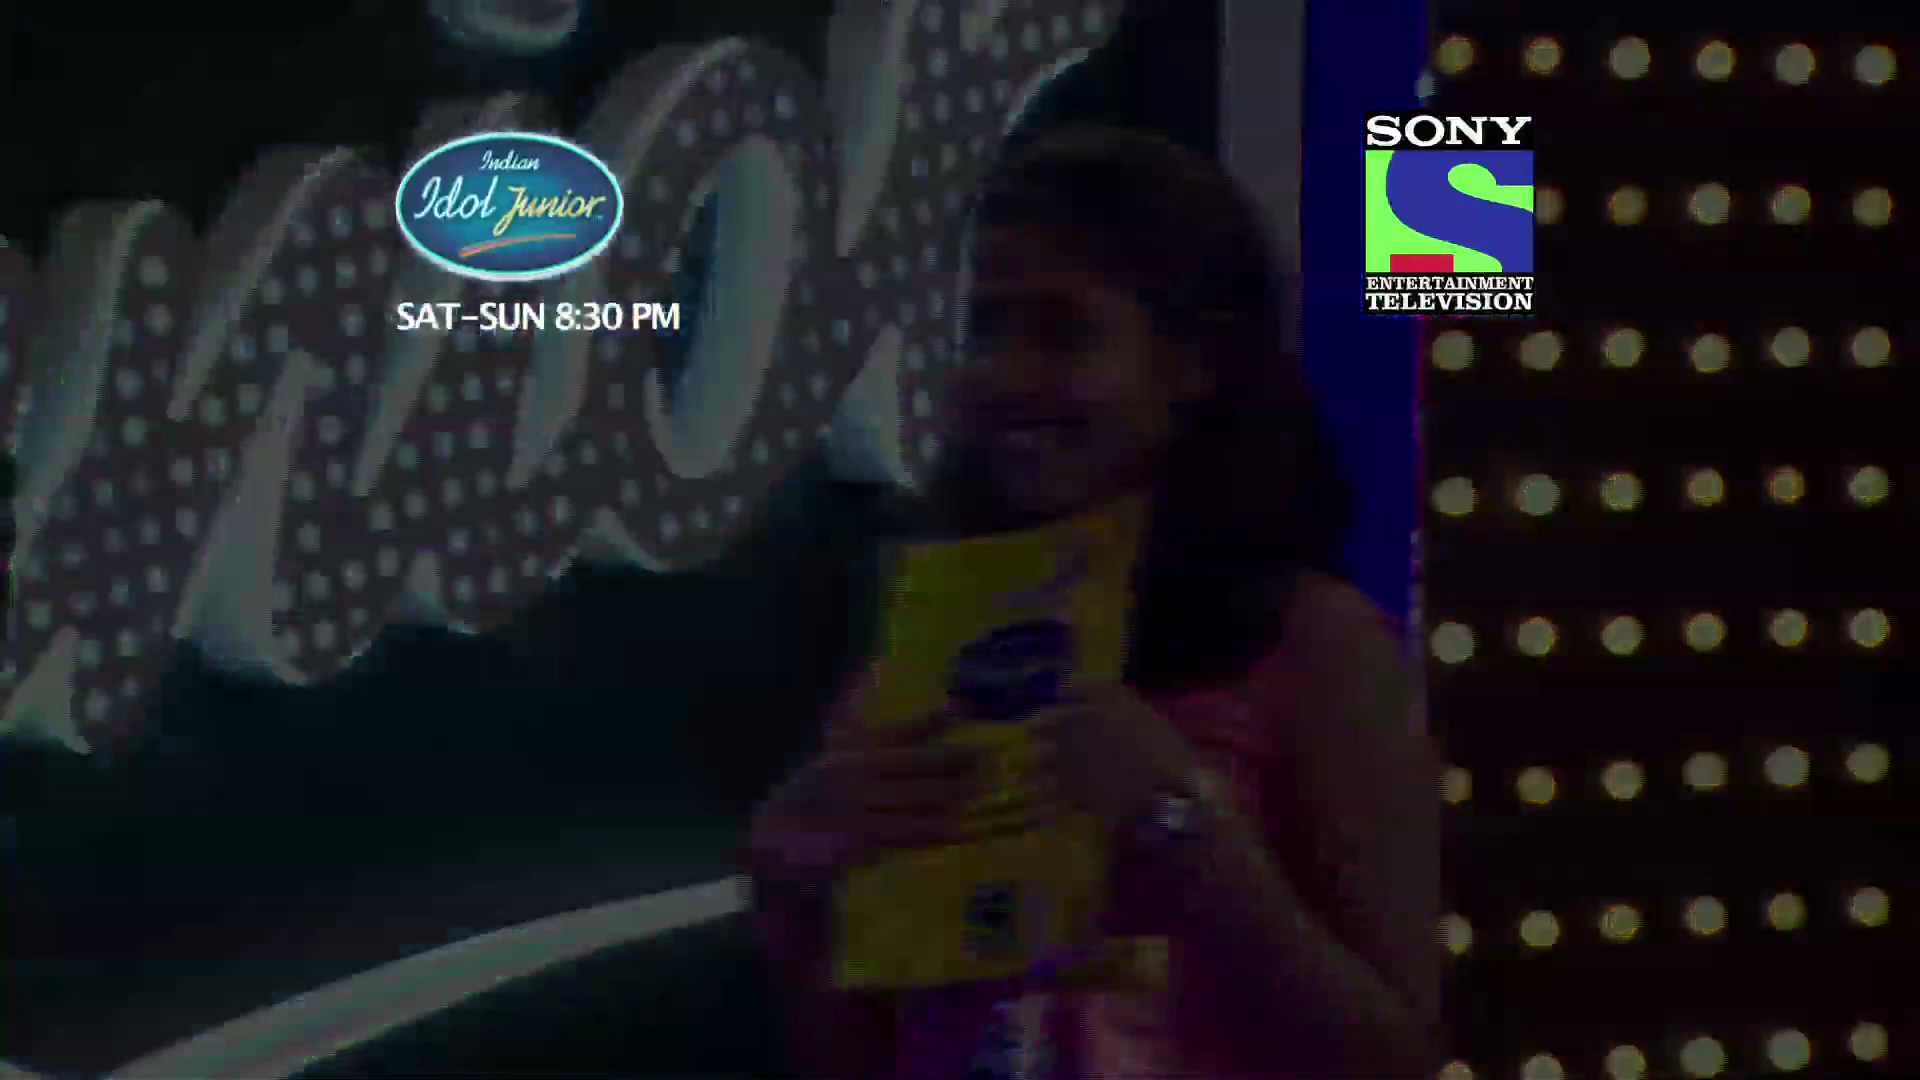 Indian
Idol Junior
SAT-SUN 8:30 PM
SONY
ENTERTAINMENT
TELEVISION